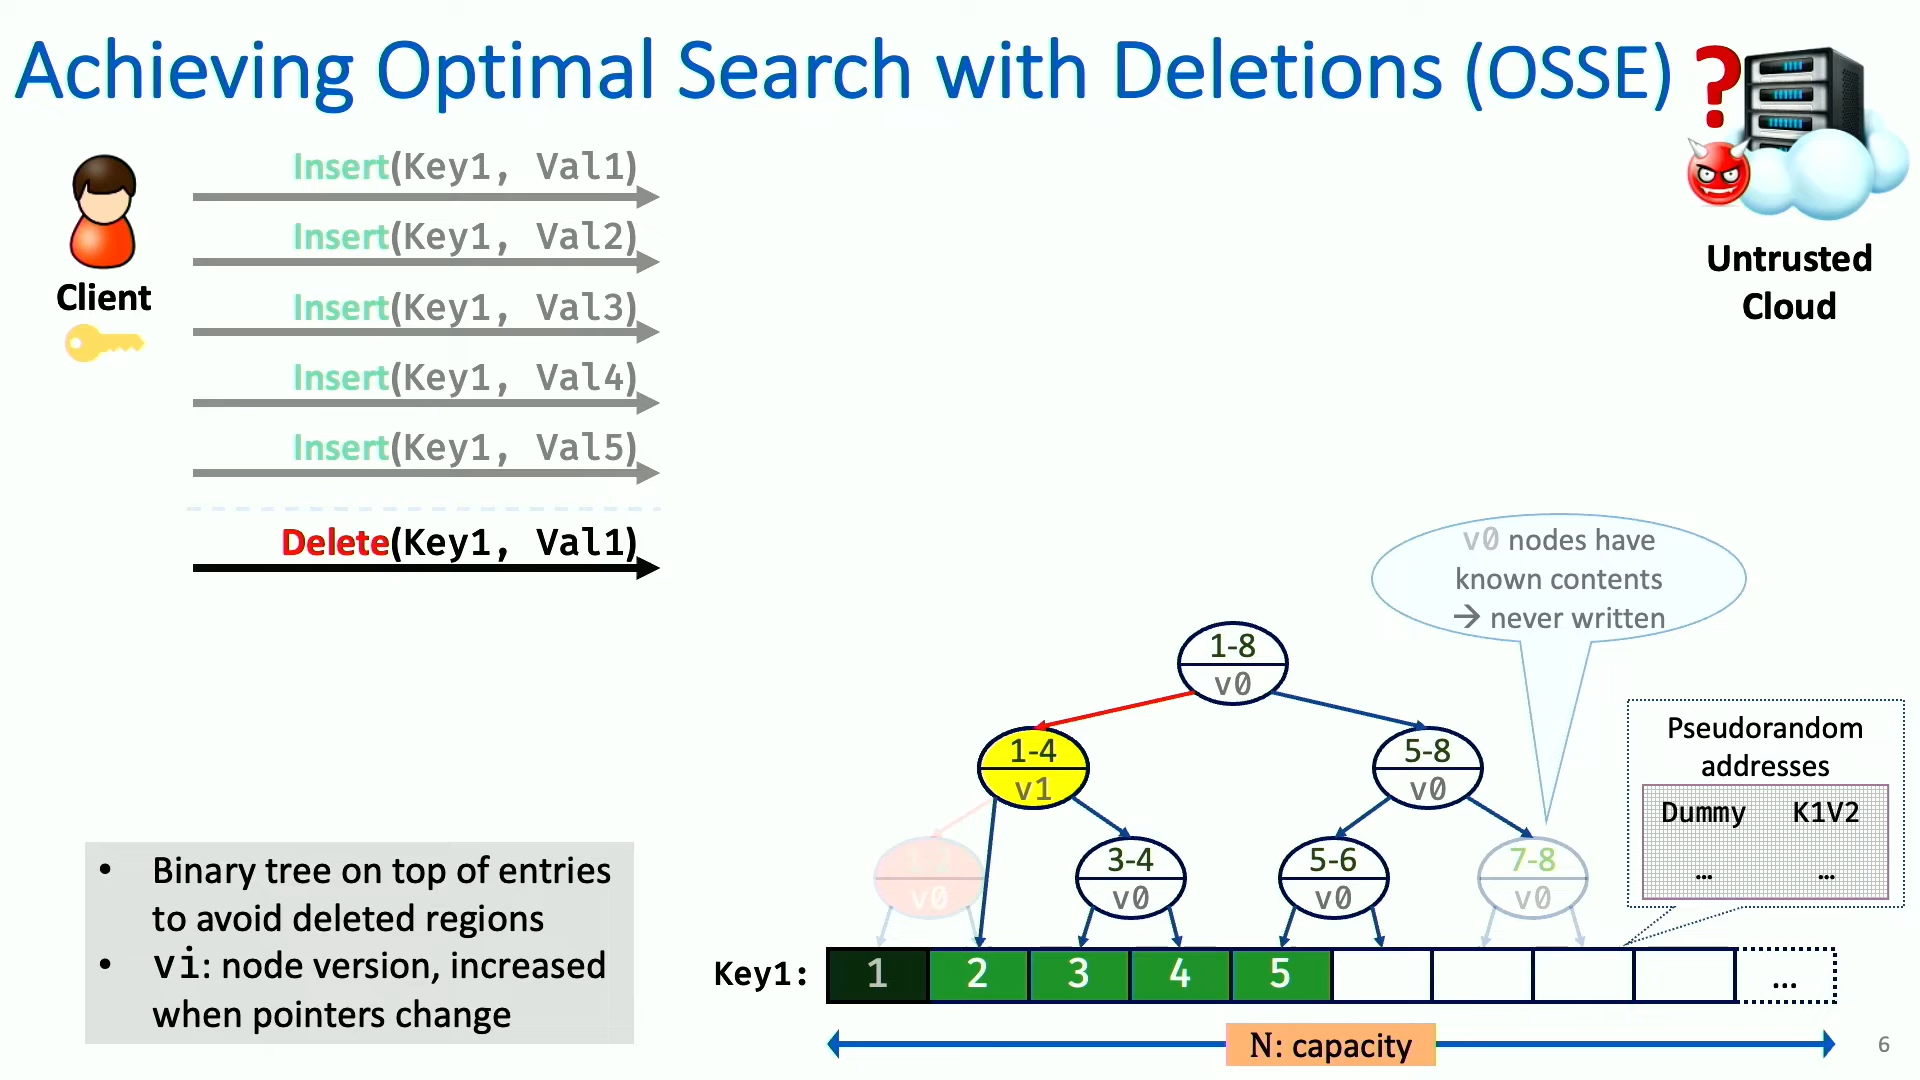 Achieving Optimal Search with Deletions (OSSE)
?
Insert(Key1, Val1)
Insert(Key1, Val2)
Insert(Key1, Val3)
Insert(Key1, Val4)
Insert(Key1, Val5)
Delete(Key1, Val1)
Client
Untrusted
Cloud
v0 nodes have
known contents
→ never written
1-8
v0
1-4
v1
5-8
v0
1-2
v0
3-4
v0
5-6
v0
7-8
v0
Pseudorandom
addresses
Dummy K1V2
... ...
• Binary tree on top of entries
to avoid deleted regions
• vi: node version, increased
when pointers change
Key1: 1 2 3 4 5 ...
N: capacity
6